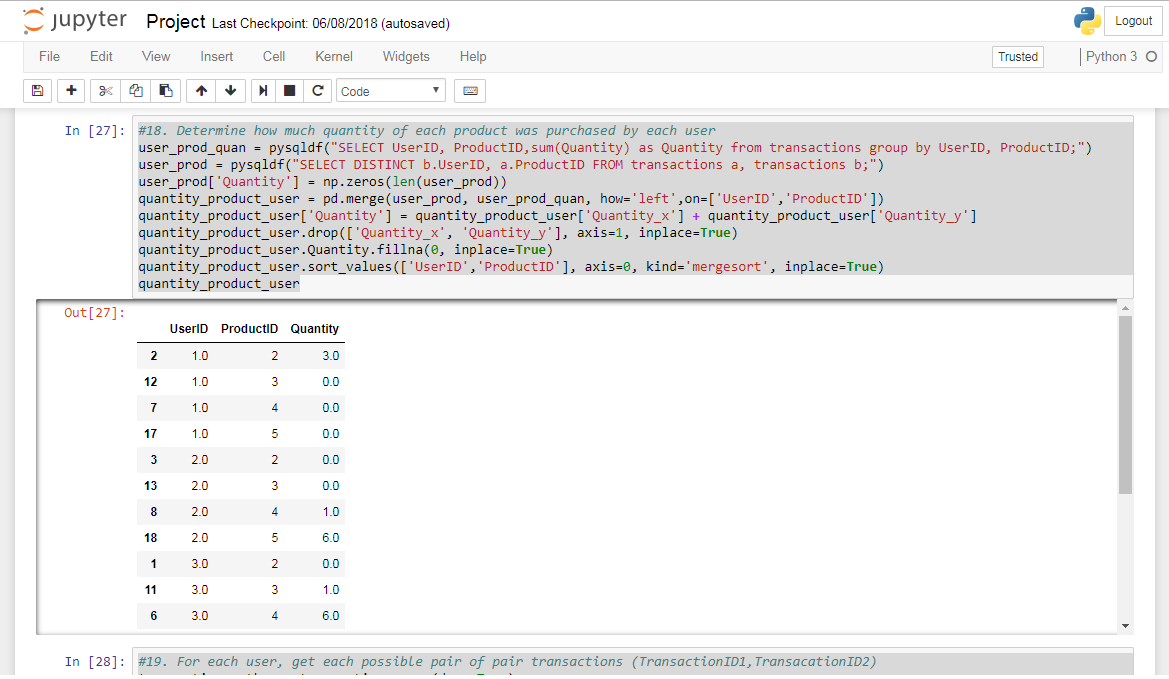 jupyter Project Last Checkpoint: 06/08/2018 (autosaved)
Logout
File Edit View Insert Cell Kernel Widgets Help
Trusted
Python 3
Code
In [27]:
#18. Determine how much quantity of each product was purchased by each user
user_prod_quan = pysqldf("SELECT UserID, ProductID,sum(Quantity) as Quantity from transactions group by UserID, ProductID;")
user_prod = pysqldf("SELECT DISTINCT b.UserID, a.ProductID FROM transactions a, transactions b;")
user_prod['Quantity'] = np.zeros(len(user_prod))
quantity_product_user = pd.merge(user_prod, user_prod_quan, how='left',on=['UserID','ProductID'])
quantity_product_user['Quantity'] = quantity_product_user['Quantity_x'] + quantity_product_user['Quantity_y']
quantity_product_user.drop(['Quantity_x', 'Quantity_y'], axis=1, inplace=True)
quantity_product_user.Quantity.fillna(0, inplace=True)
quantity_product_user.sort_values(['UserID','ProductID'], axis=0, kind='mergesort', inplace=True)
quantity_product_user
Out[27]:
UserID ProductID Quantity
2 1.0 2 3.0
12 1.0 3 0.0
7 1.0 4 0.0
17 1.0 5 0.0
3 2.0 2 0.0
13 2.0 3 0.0
8 2.0 4 1.0
18 2.0 5 6.0
1 3.0 2 0.0
11 3.0 3 1.0
6 3.0 4 6.0
In [28]:
#19. For each user, get each possible pair of pair transactions (TransactionID1,TransacationID2)